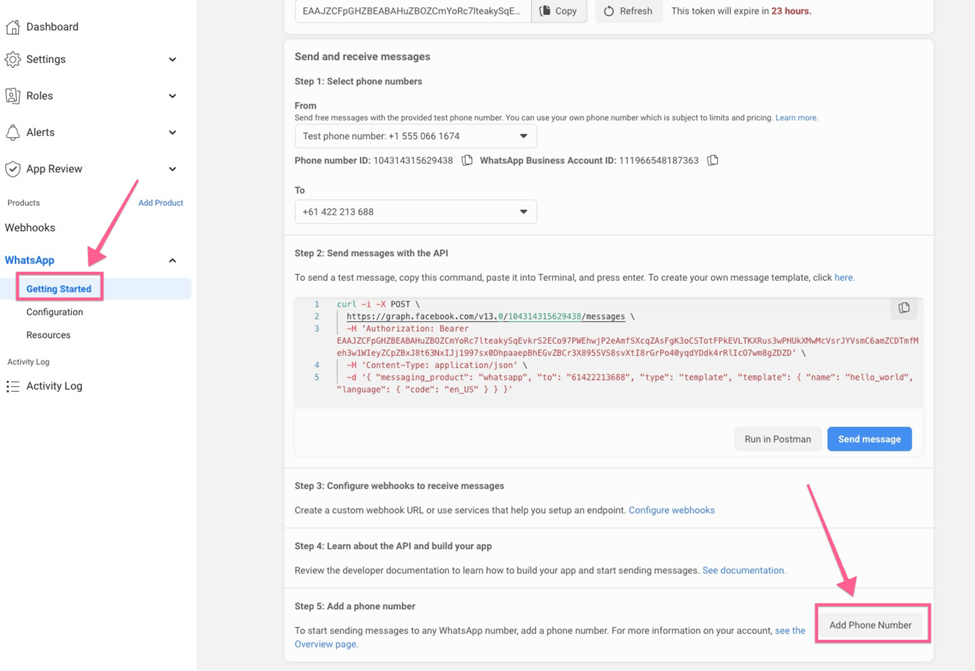 Dashboard
Settings
Roles
Alerts
App Review
Products Add Product
Webhooks
WhatsApp
Getting Started
Configuration
Resources
Activity Log
Activity Log
Copy Refresh This token will expire in 23 hours.
Send and receive messages
Step 1: Select phone numbers
From
Send free messages with the provided test phone number. You can use your own phone number which is subject to limits and pricing. Learn more.
Test phone number: +1 555 066 1674
Phone number ID: 104314315629438 WhatsApp Business Account ID: 111966548187363
To
+61 422 213 688
Step 2: Send messages with the API
To send a test message, copy this command, paste it into Terminal, and press enter. To create your own message template, click here.
1 curl -i -X POST \
2 https://graph.facebook.com/v13.0/104314315629438/messages \
3 -H 'Authorization: Bearer
4 -H 'Content-Type: application/json' \
5 -d '{ "messaging_product": "whatsapp", "to": "61422213688", "type": "template", "template": { "name": "hello_world",
"language": { "code": "en_US" } } }'
Run in Postman Send message
Step 3: Configure webhooks to receive messages
Create a custom webhook URL or use services that help you setup an endpoint. Configure webhooks
Step 4: Learn about the API and build your app
Review the developer documentation to learn how to build your app and start sending messages. See documentation.
Step 5: Add a phone number
To start sending messages to any WhatsApp number, add a phone number. For more information on your account, see the
Overview page.
Add Phone Number